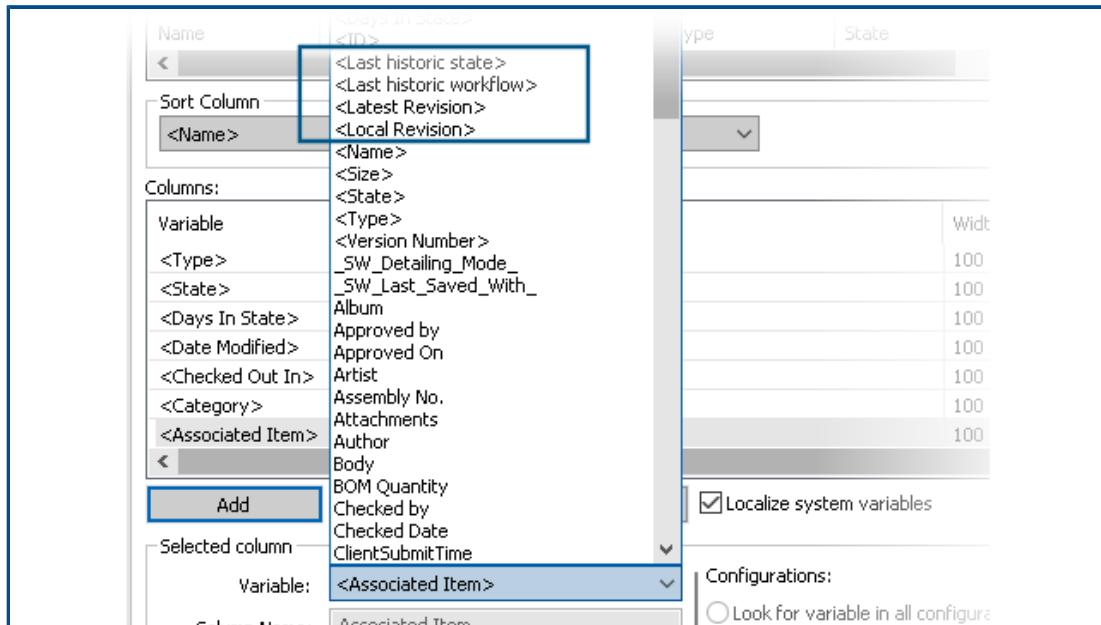 <Days In State>
Name
<ID>
ype
State
<Last historic state>
<Last historic workflow>
<Latest Revision>
<Local Revision>
Sort Column
<Name>
<Name>
<Size>
<State>
<Type>
<Version Number>
_SW_Detailing_Mode_
_SW_Last_Saved_With_
Album
Approved by
Approved On
Artist
Assembly No.
Attachments
Author
Body
BOM Quantity
Checked by
Checked Date
ClientSubmitTime
Columns:
Variable
Widt
<Type>
100
<State>
100
<Days In State>
100
<Date Modified>
100
<Checked Out In>
100
<Category>
100
<Associated Item>
100
Add
Localize system variables
Selected column
Variable:
<Associated Item>
Configurations:
Look for variable in all configura
Column Name:
Associated Item